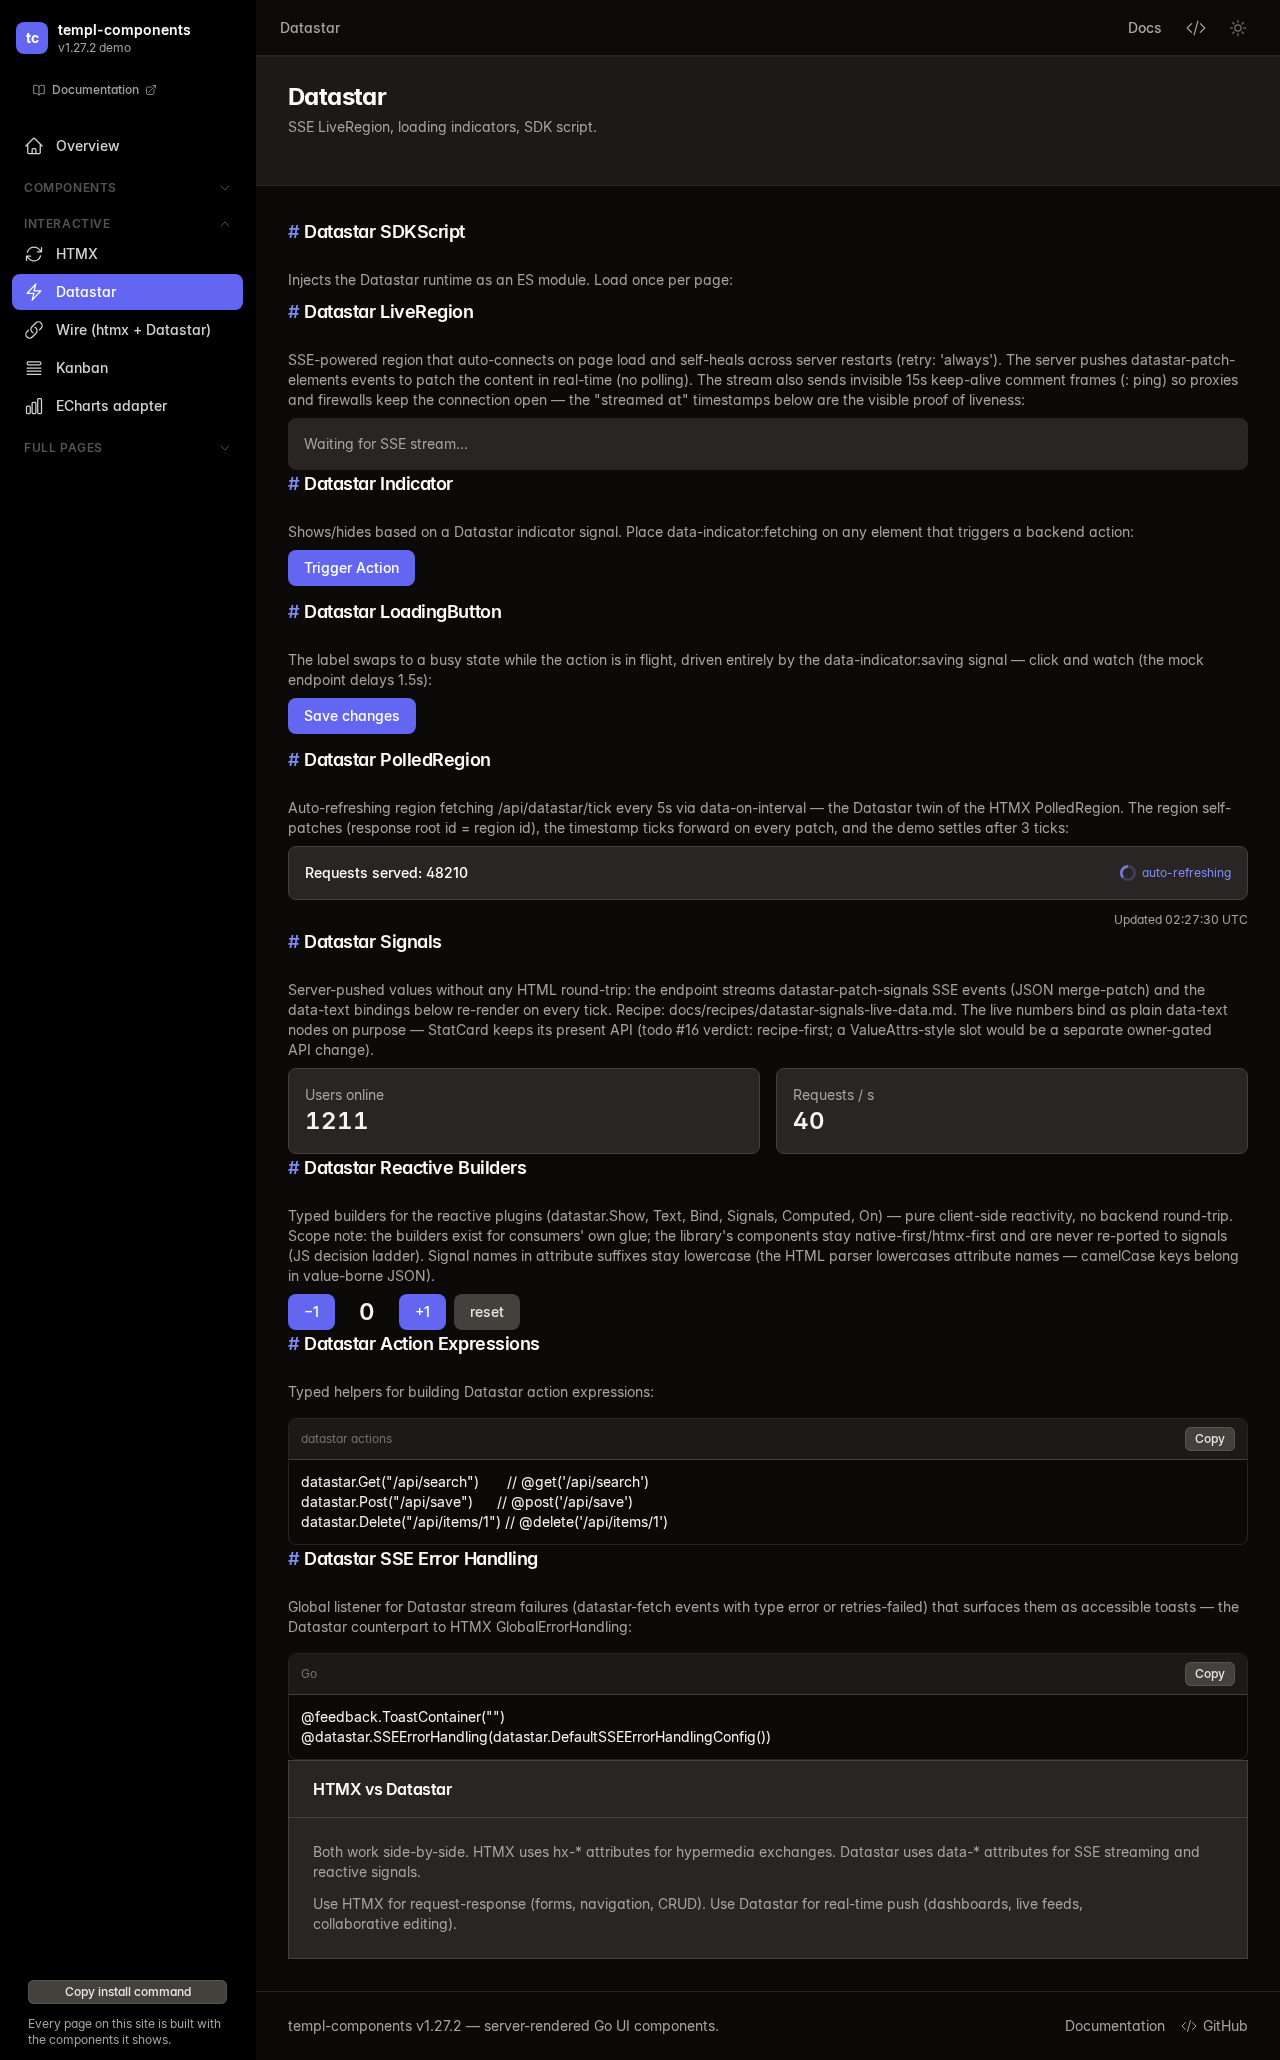 tc
templ-components
v1.27.2 demo
Documentation
Overview
COMPONENTS
INTERACTIVE
HTMX
Datastar
Wire (htmx + Datastar)
Kanban
ECharts adapter
FULL PAGES
Copy install command
Every page on this site is built with
the components it shows.
Datastar
Docs
Datastar
SSE LiveRegion, loading indicators, SDK script.
# Datastar SDKScript
Injects the Datastar runtime as an ES module. Load once per page:
# Datastar LiveRegion
SSE-powered region that auto-connects on page load and self-heals across server restarts (retry: 'always'). The server pushes datastar-patch-
elements events to patch the content in real-time (no polling). The stream also sends invisible 15s keep-alive comment frames (: ping) so proxies
and firewalls keep the connection open — the "streamed at" timestamps below are the visible proof of liveness:
Waiting for SSE stream...
# Datastar Indicator
Shows/hides based on a Datastar indicator signal. Place data-indicator:fetching on any element that triggers a backend action:
Trigger Action
# Datastar LoadingButton
The label swaps to a busy state while the action is in flight, driven entirely by the data-indicator:saving signal — click and watch (the mock
endpoint delays 1.5s):
Save changes
# Datastar PolledRegion
Auto-refreshing region fetching /api/datastar/tick every 5s via data-on-interval — the Datastar twin of the HTMX PolledRegion. The region self-
patches (response root id = region id), the timestamp ticks forward on every patch, and the demo settles after 3 ticks:
Requests served: 48210
auto-refreshing
Updated 02:27:30 UTC
# Datastar Signals
Server-pushed values without any HTML round-trip: the endpoint streams datastar-patch-signals SSE events (JSON merge-patch) and the
data-text bindings below re-render on every tick. Recipe: docs/recipes/datastar-signals-live-data.md. The live numbers bind as plain data-text
nodes on purpose — StatCard keeps its present API (todo #16 verdict: recipe-first; a ValueAttrs-style slot would be a separate owner-gated
API change).
Users online
1211
Requests / s
40
# Datastar Reactive Builders
Typed builders for the reactive plugins (datastar.Show, Text, Bind, Signals, Computed, On) — pure client-side reactivity, no backend round-trip.
Scope note: the builders exist for consumers' own glue; the library's components stay native-first/htmx-first and are never re-ported to signals
(JS decision ladder). Signal names in attribute suffixes stay lowercase (the HTML parser lowercases attribute names — camelCase keys belong
in value-borne JSON).
−1
0
+1
reset
# Datastar Action Expressions
Typed helpers for building Datastar action expressions:
datastar actions
Copy
datastar.Get("/api/search") // @get('/api/search')
datastar.Post("/api/save") // @post('/api/save')
datastar.Delete("/api/items/1") // @delete('/api/items/1')
# Datastar SSE Error Handling
Global listener for Datastar stream failures (datastar-fetch events with type error or retries-failed) that surfaces them as accessible toasts — the
Datastar counterpart to HTMX GlobalErrorHandling:
Go
Copy
@feedback.ToastContainer("")
@datastar.SSEErrorHandling(datastar.DefaultSSEErrorHandlingConfig())
HTMX vs Datastar
Both work side-by-side. HTMX uses hx-* attributes for hypermedia exchanges. Datastar uses data-* attributes for SSE streaming and
reactive signals.
Use HTMX for request-response (forms, navigation, CRUD). Use Datastar for real-time push (dashboards, live feeds,
collaborative editing).
templ-components v1.27.2 — server-rendered Go UI components.
Documentation
GitHub